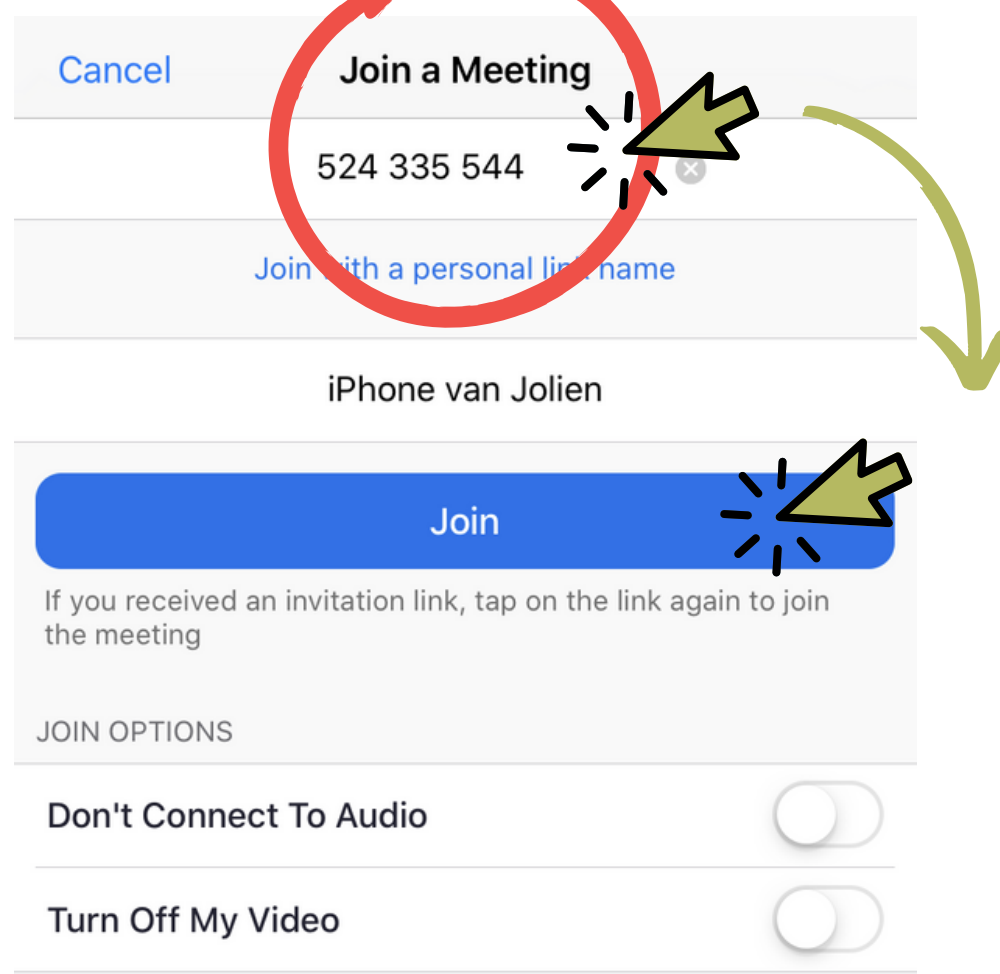 Cancel
Join a Meeting
524 335 544
Join with a personal link name
iPhone van Jolien
Join
If you received an invitation link, tap on the link again to join
the meeting
JOIN OPTIONS
Don't Connect To Audio
Turn Off My Video